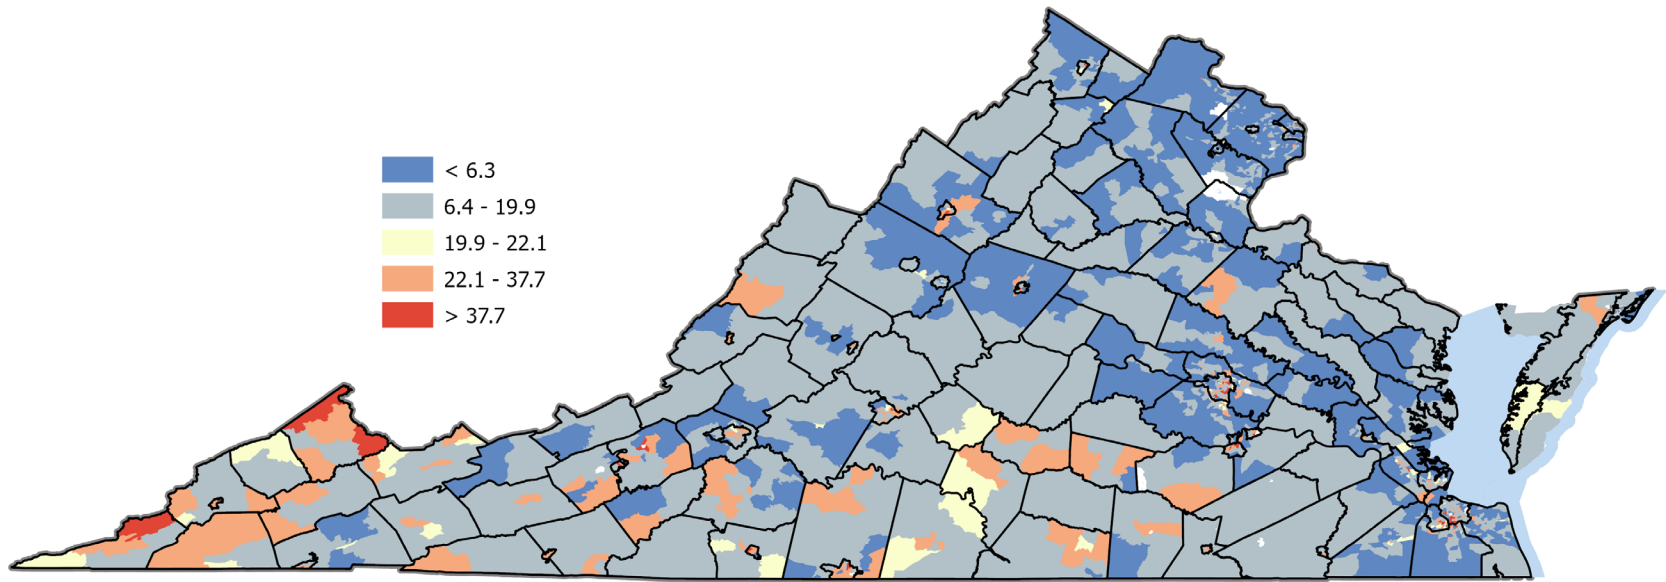 < 6.3
6.4 - 19.9
19.9 - 22.1
22.1 - 37.7
> 37.7